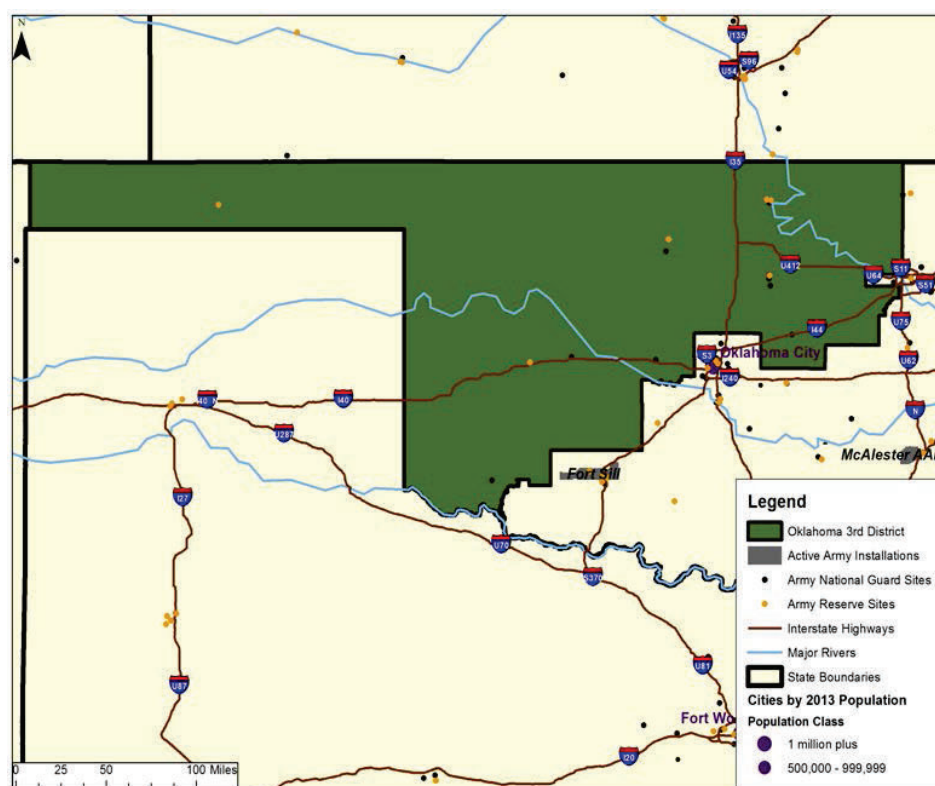 N
I135
S96
U54
I35
U412
U64
S11
S51
I44
U75
S3
Oklahoma City
U62
I240
I40 N
I40
N
U287
McAlester AA
Fort Sill
I27
U70
S370
U81
U87
Fort Wo
I20
Legend
Oklahoma 3rd District
Active Army Installations
Army National Guard Sites
Army Reserve Sites
Interstate Highways
Major Rivers
State Boundaries
Cities by 2013 Population
Population Class
1 million plus
500,000 - 999,999
0 25 50 100 Miles